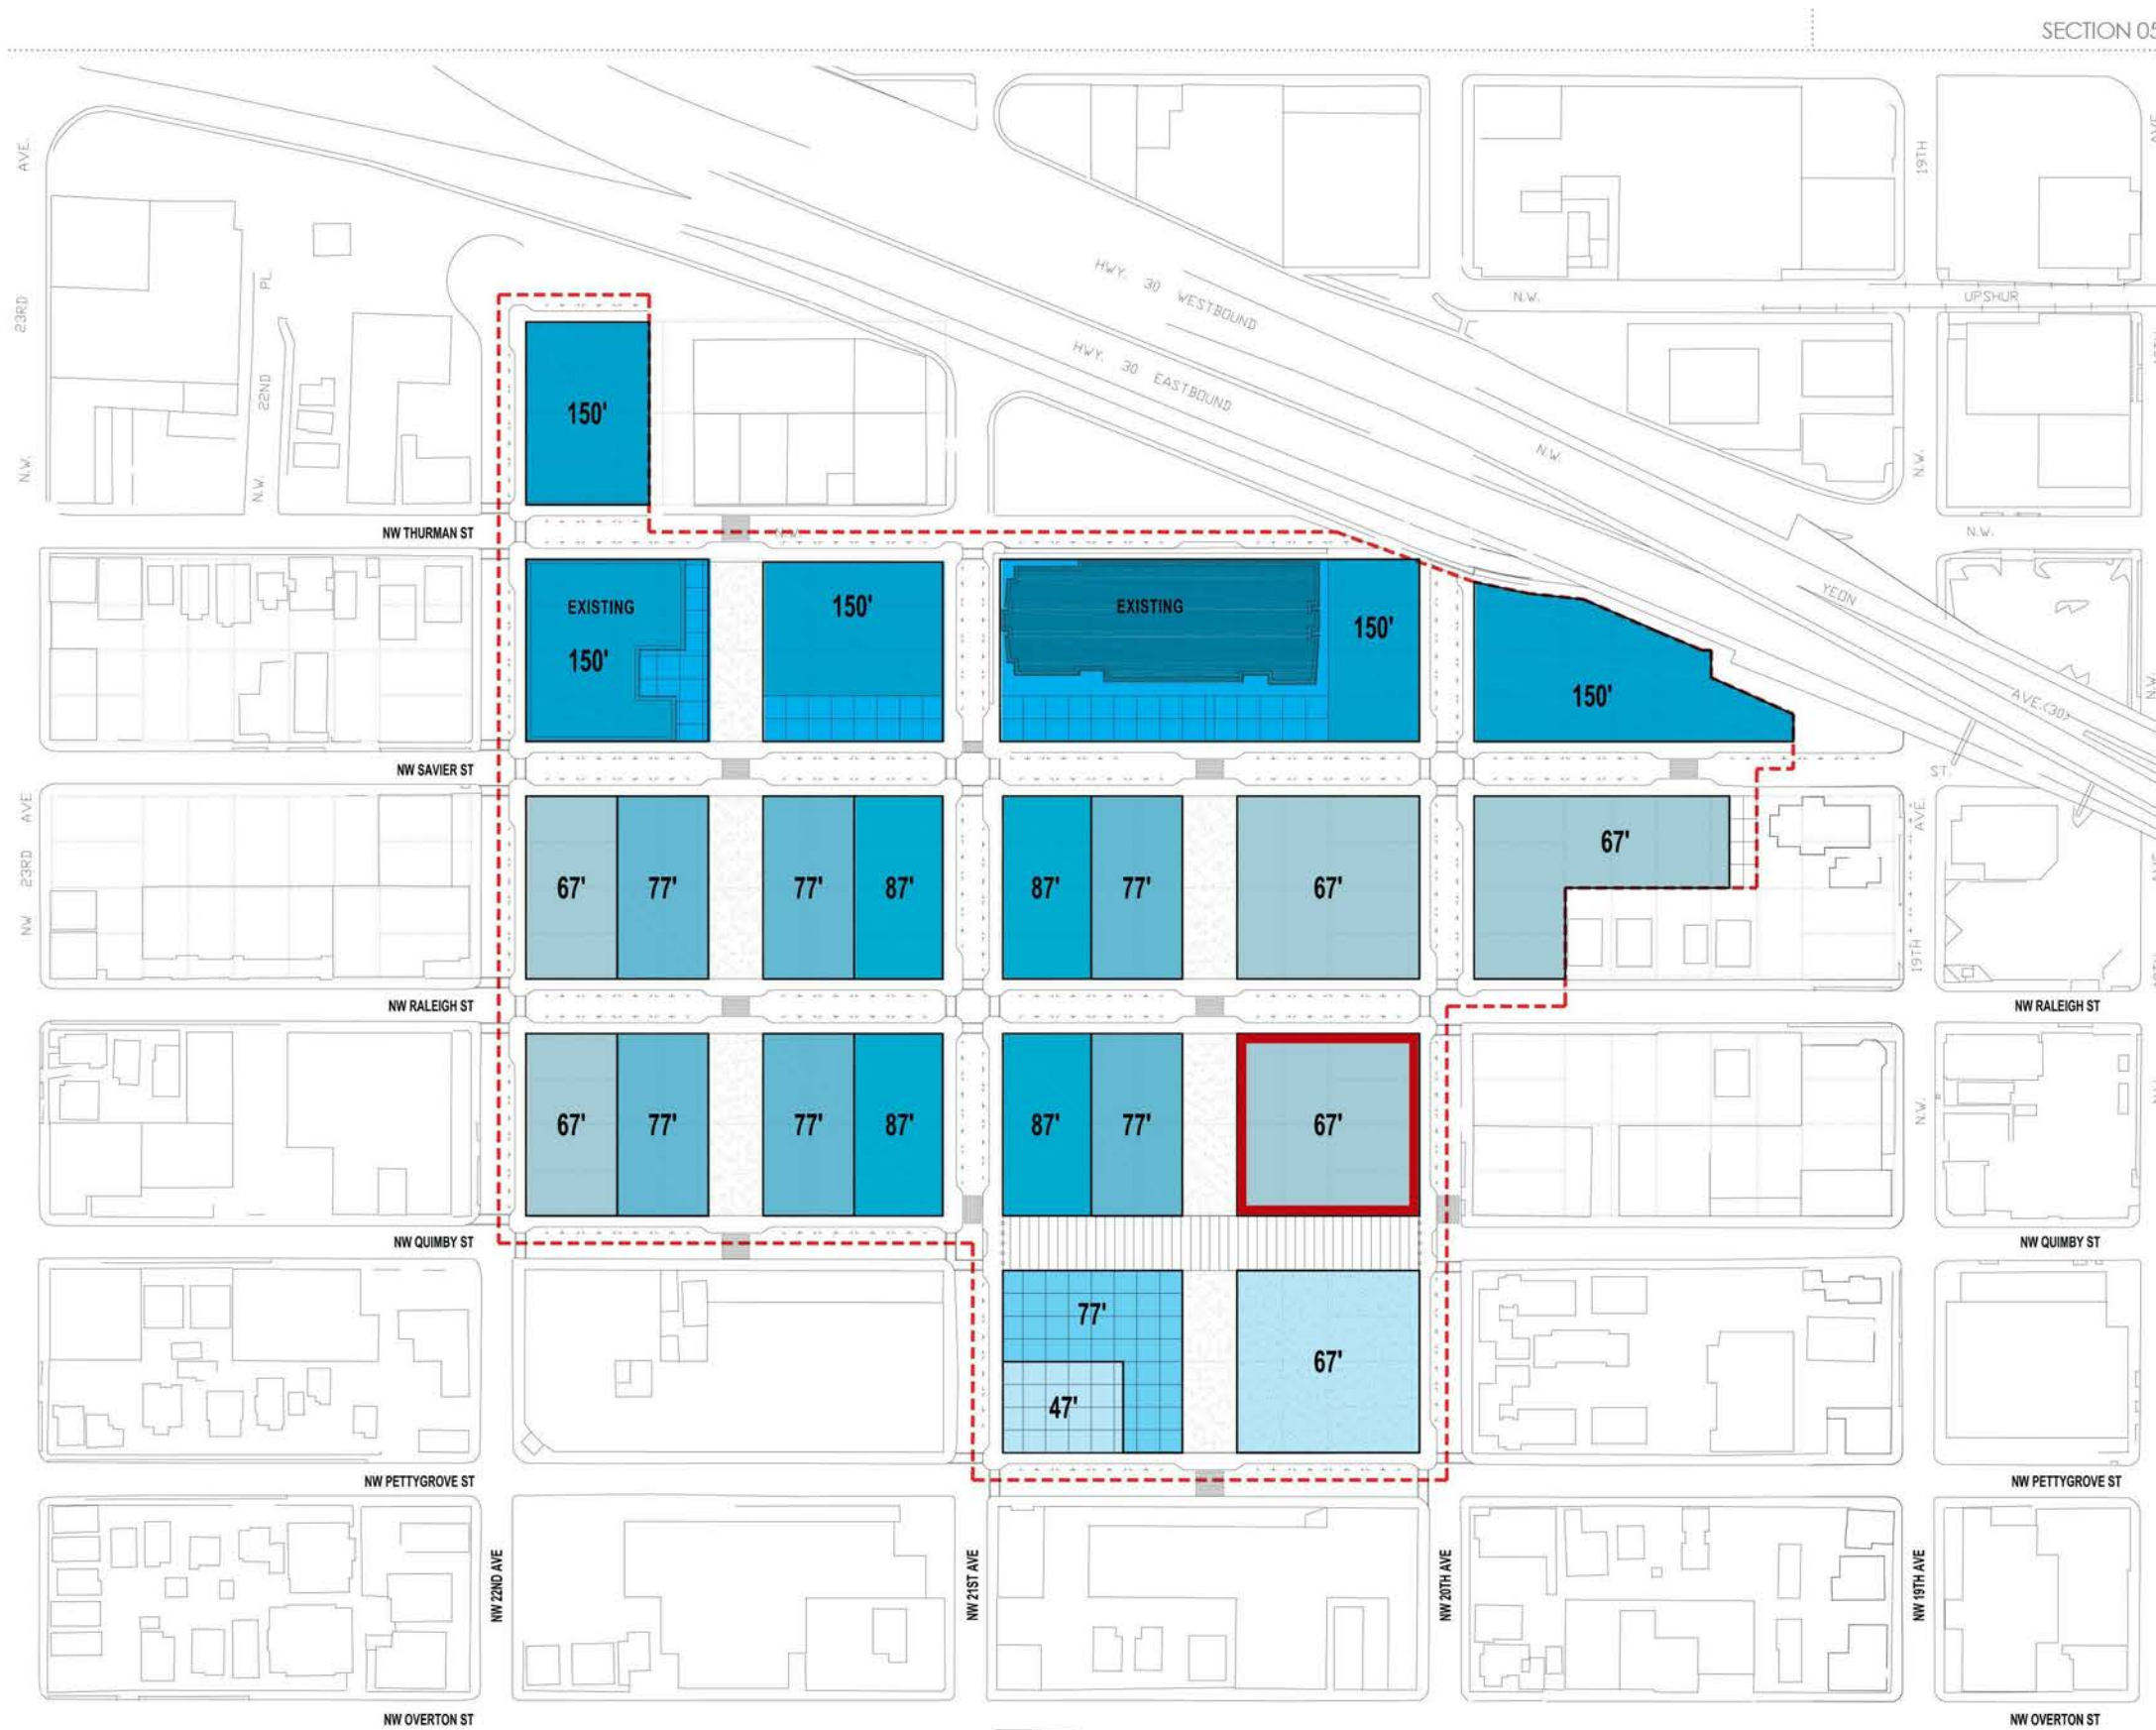 SECTION 05
AVE.
23RD
N.W.
22ND PL.
N.W.
HWY. 30 WESTBOUND
HWY. 30 EASTBOUND
N.W.
19TH
N.W.
N.W. UPSHUR
150'
NW THURMAN ST
N.W.
N.W.
N.W.
YEON
AVE.(30)
EXISTING
150'
150'
EXISTING
150'
150'
NW SAVIER ST
ST.
NW 23RD AVE
67'
77'
77'
87'
87'
77'
67'
67'
19TH AVE.
NW RALEIGH ST
NW RALEIGH ST
67'
77'
77'
87'
87'
77'
67'
N.W.
NW QUIMBY ST
NW QUIMBY ST
77'
47'
67'
NW PETTYGROVE ST
NW PETTYGROVE ST
NW 22ND AVE
NW 21ST AVE
NW 20TH AVE
NW 19TH AVE
NW OVERTON ST
NW OVERTON ST